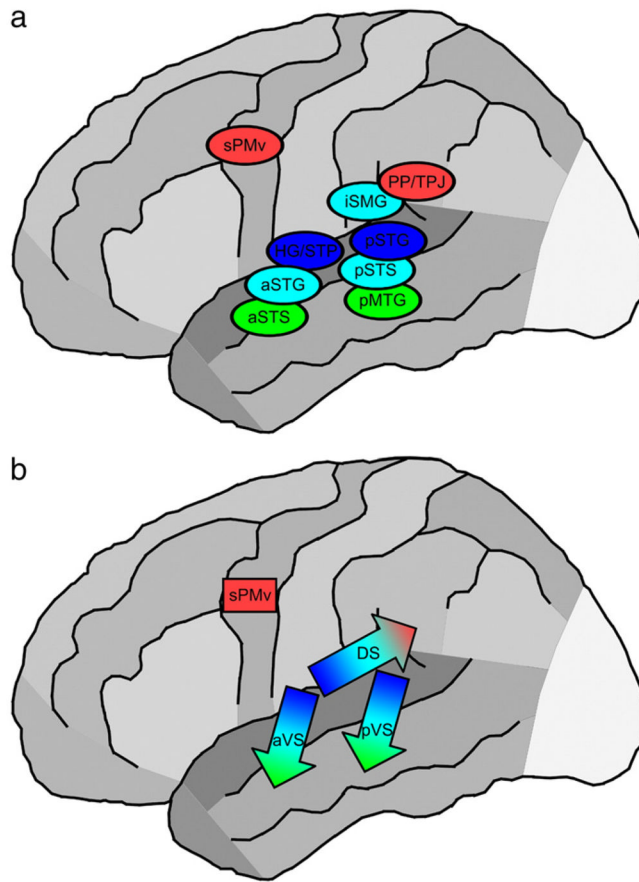 a
sPMv
PP/TPJ
iSMG
HG/STP
pSTG
aSTG
pSTS
aSTS
pMTG
b
sPMv
DS
aVS
pVS